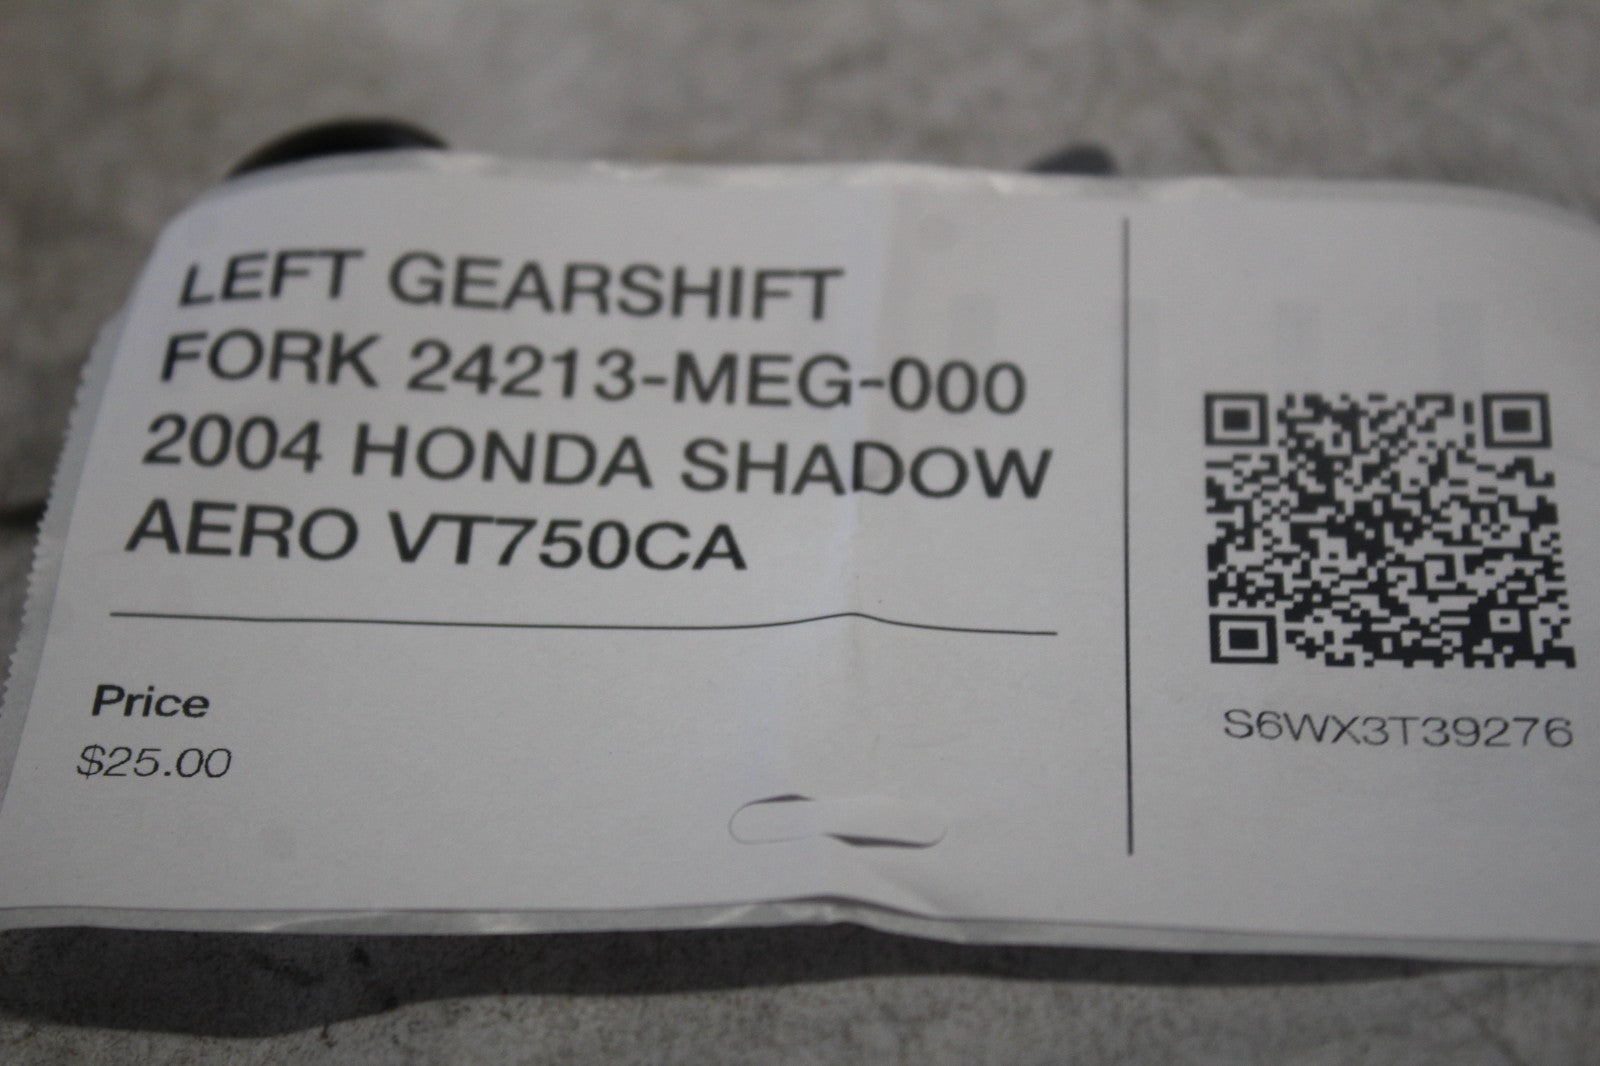 LEFT GEARSHIFT
FORK 24213-MEG-000
2004 HONDA SHADOW
AERO VT750CA
Price
$25.00
S6WX3T39276